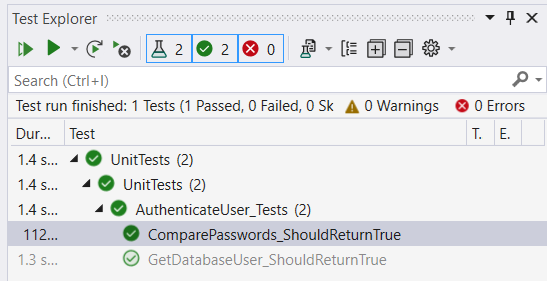 Test Explorer
2 2 0
Search (Ctrl+I)
Test run finished: 1 Tests (1 Passed, 0 Failed, 0 Sk 0 Warnings 0 Errors
Dur... Test T. E.
1.4 s... UnitTests (2)
1.4 s... UnitTests (2)
1.4 s... AuthenticateUser_Tests (2)
112... ComparePasswords_ShouldReturnTrue
1.3 s... GetDatabaseUser_ShouldReturnTrue